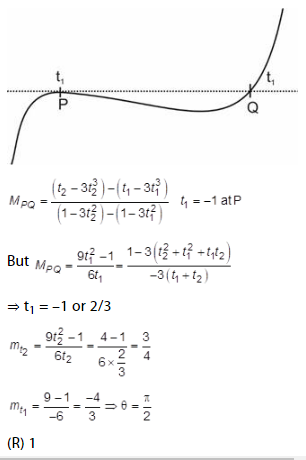 t₁ t₁
P Q
M_PQ = ((t₂ − 3t₂³) − (t₁ − 3t₁³)) / ((1 − 3t₂²) − (1 − 3t₁²)) t₁ = −1 at P
But M_PQ = (9t₁² − 1) / (6t₁) = (1 − 3(t₂² + t₁² + t₁t₂)) / (−3(t₁ + t₂))
⇒ t₁ = −1 or 2/3
m_t₂ = (9t₂² − 1) / (6t₂) = (4 − 1) / (6 × 2/3) = 3/4
m_t₁ = (9 − 1) / (−6) = −4/3 ⇒ θ = π/2
(R) 1